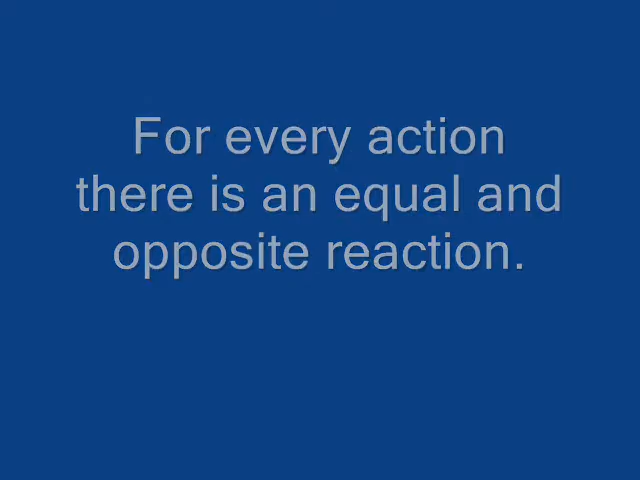 For every action
there is an equal and
opposite reaction.